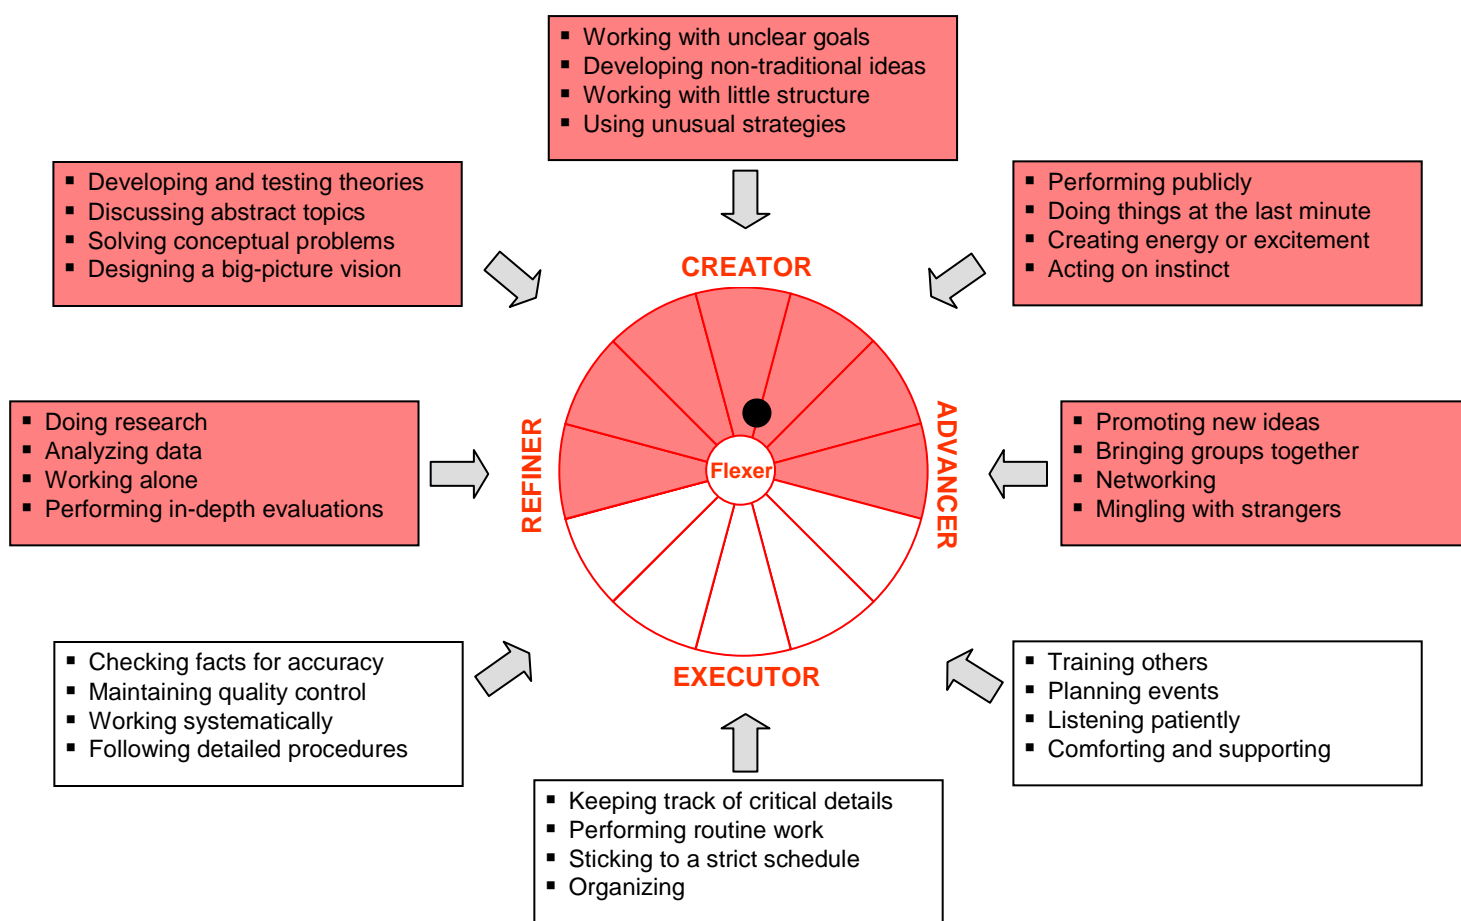 ▪ Working with unclear goals
▪ Developing non-traditional ideas
▪ Working with little structure
▪ Using unusual strategies
▪ Developing and testing theories
▪ Discussing abstract topics
▪ Solving conceptual problems
▪ Designing a big-picture vision
▪ Performing publicly
▪ Doing things at the last minute
▪ Creating energy or excitement
▪ Acting on instinct
CREATOR
▪ Doing research
▪ Analyzing data
▪ Working alone
▪ Performing in-depth evaluations
REFINER
Flexer
ADVANCER
▪ Promoting new ideas
▪ Bringing groups together
▪ Networking
▪ Mingling with strangers
EXECUTOR
▪ Checking facts for accuracy
▪ Maintaining quality control
▪ Working systematically
▪ Following detailed procedures
▪ Training others
▪ Planning events
▪ Listening patiently
▪ Comforting and supporting
▪ Keeping track of critical details
▪ Performing routine work
▪ Sticking to a strict schedule
▪ Organizing